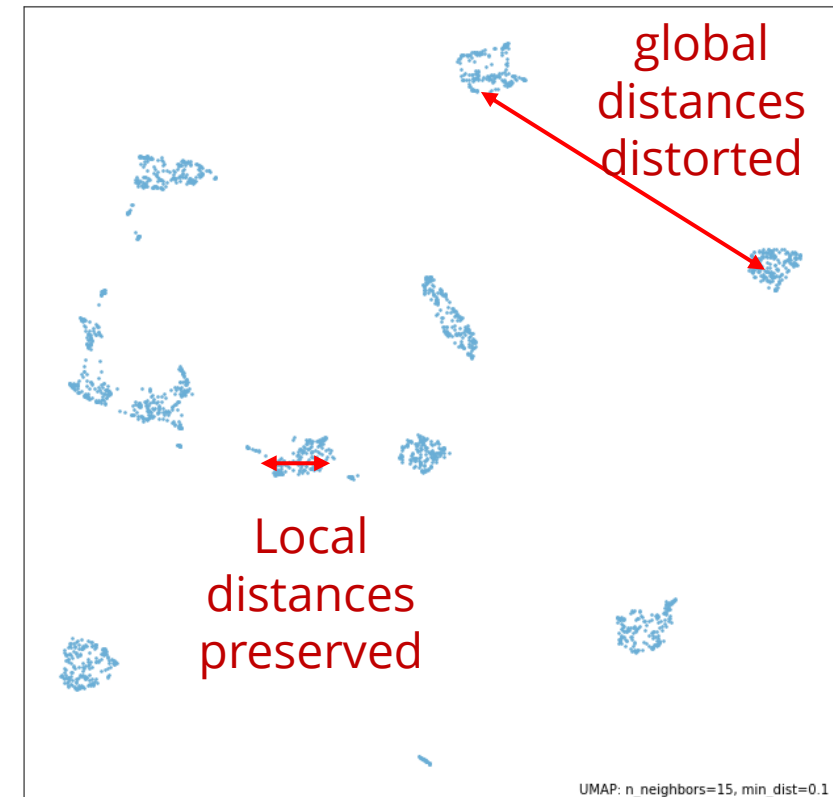 global
distances
distorted
Local
distances
preserved
UMAP: n_neighbors=15, min_dist=0.1